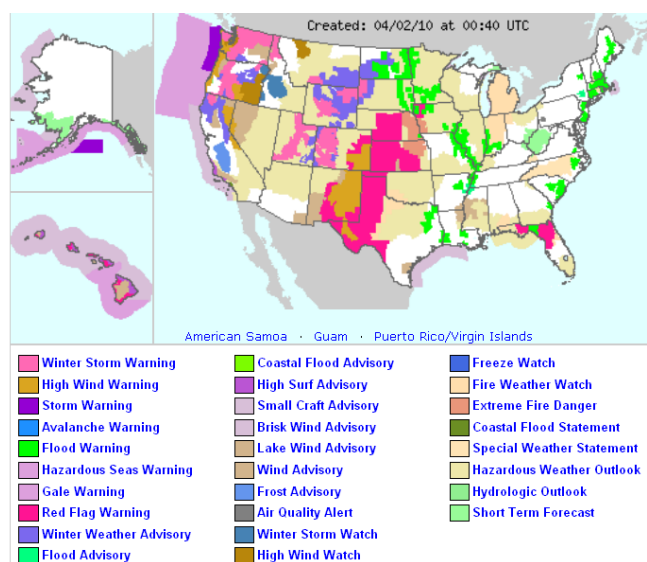 Created: 04/02/10 at 00:40 UTC
American Samoa · Guam · Puerto Rico/Virgin Islands
Winter Storm Warning
High Wind Warning
Storm Warning
Avalanche Warning
Flood Warning
Hazardous Seas Warning
Gale Warning
Red Flag Warning
Winter Weather Advisory
Flood Advisory
Coastal Flood Advisory
High Surf Advisory
Small Craft Advisory
Brisk Wind Advisory
Lake Wind Advisory
Wind Advisory
Frost Advisory
Air Quality Alert
Winter Storm Watch
High Wind Watch
Freeze Watch
Fire Weather Watch
Extreme Fire Danger
Coastal Flood Statement
Special Weather Statement
Hazardous Weather Outlook
Hydrologic Outlook
Short Term Forecast